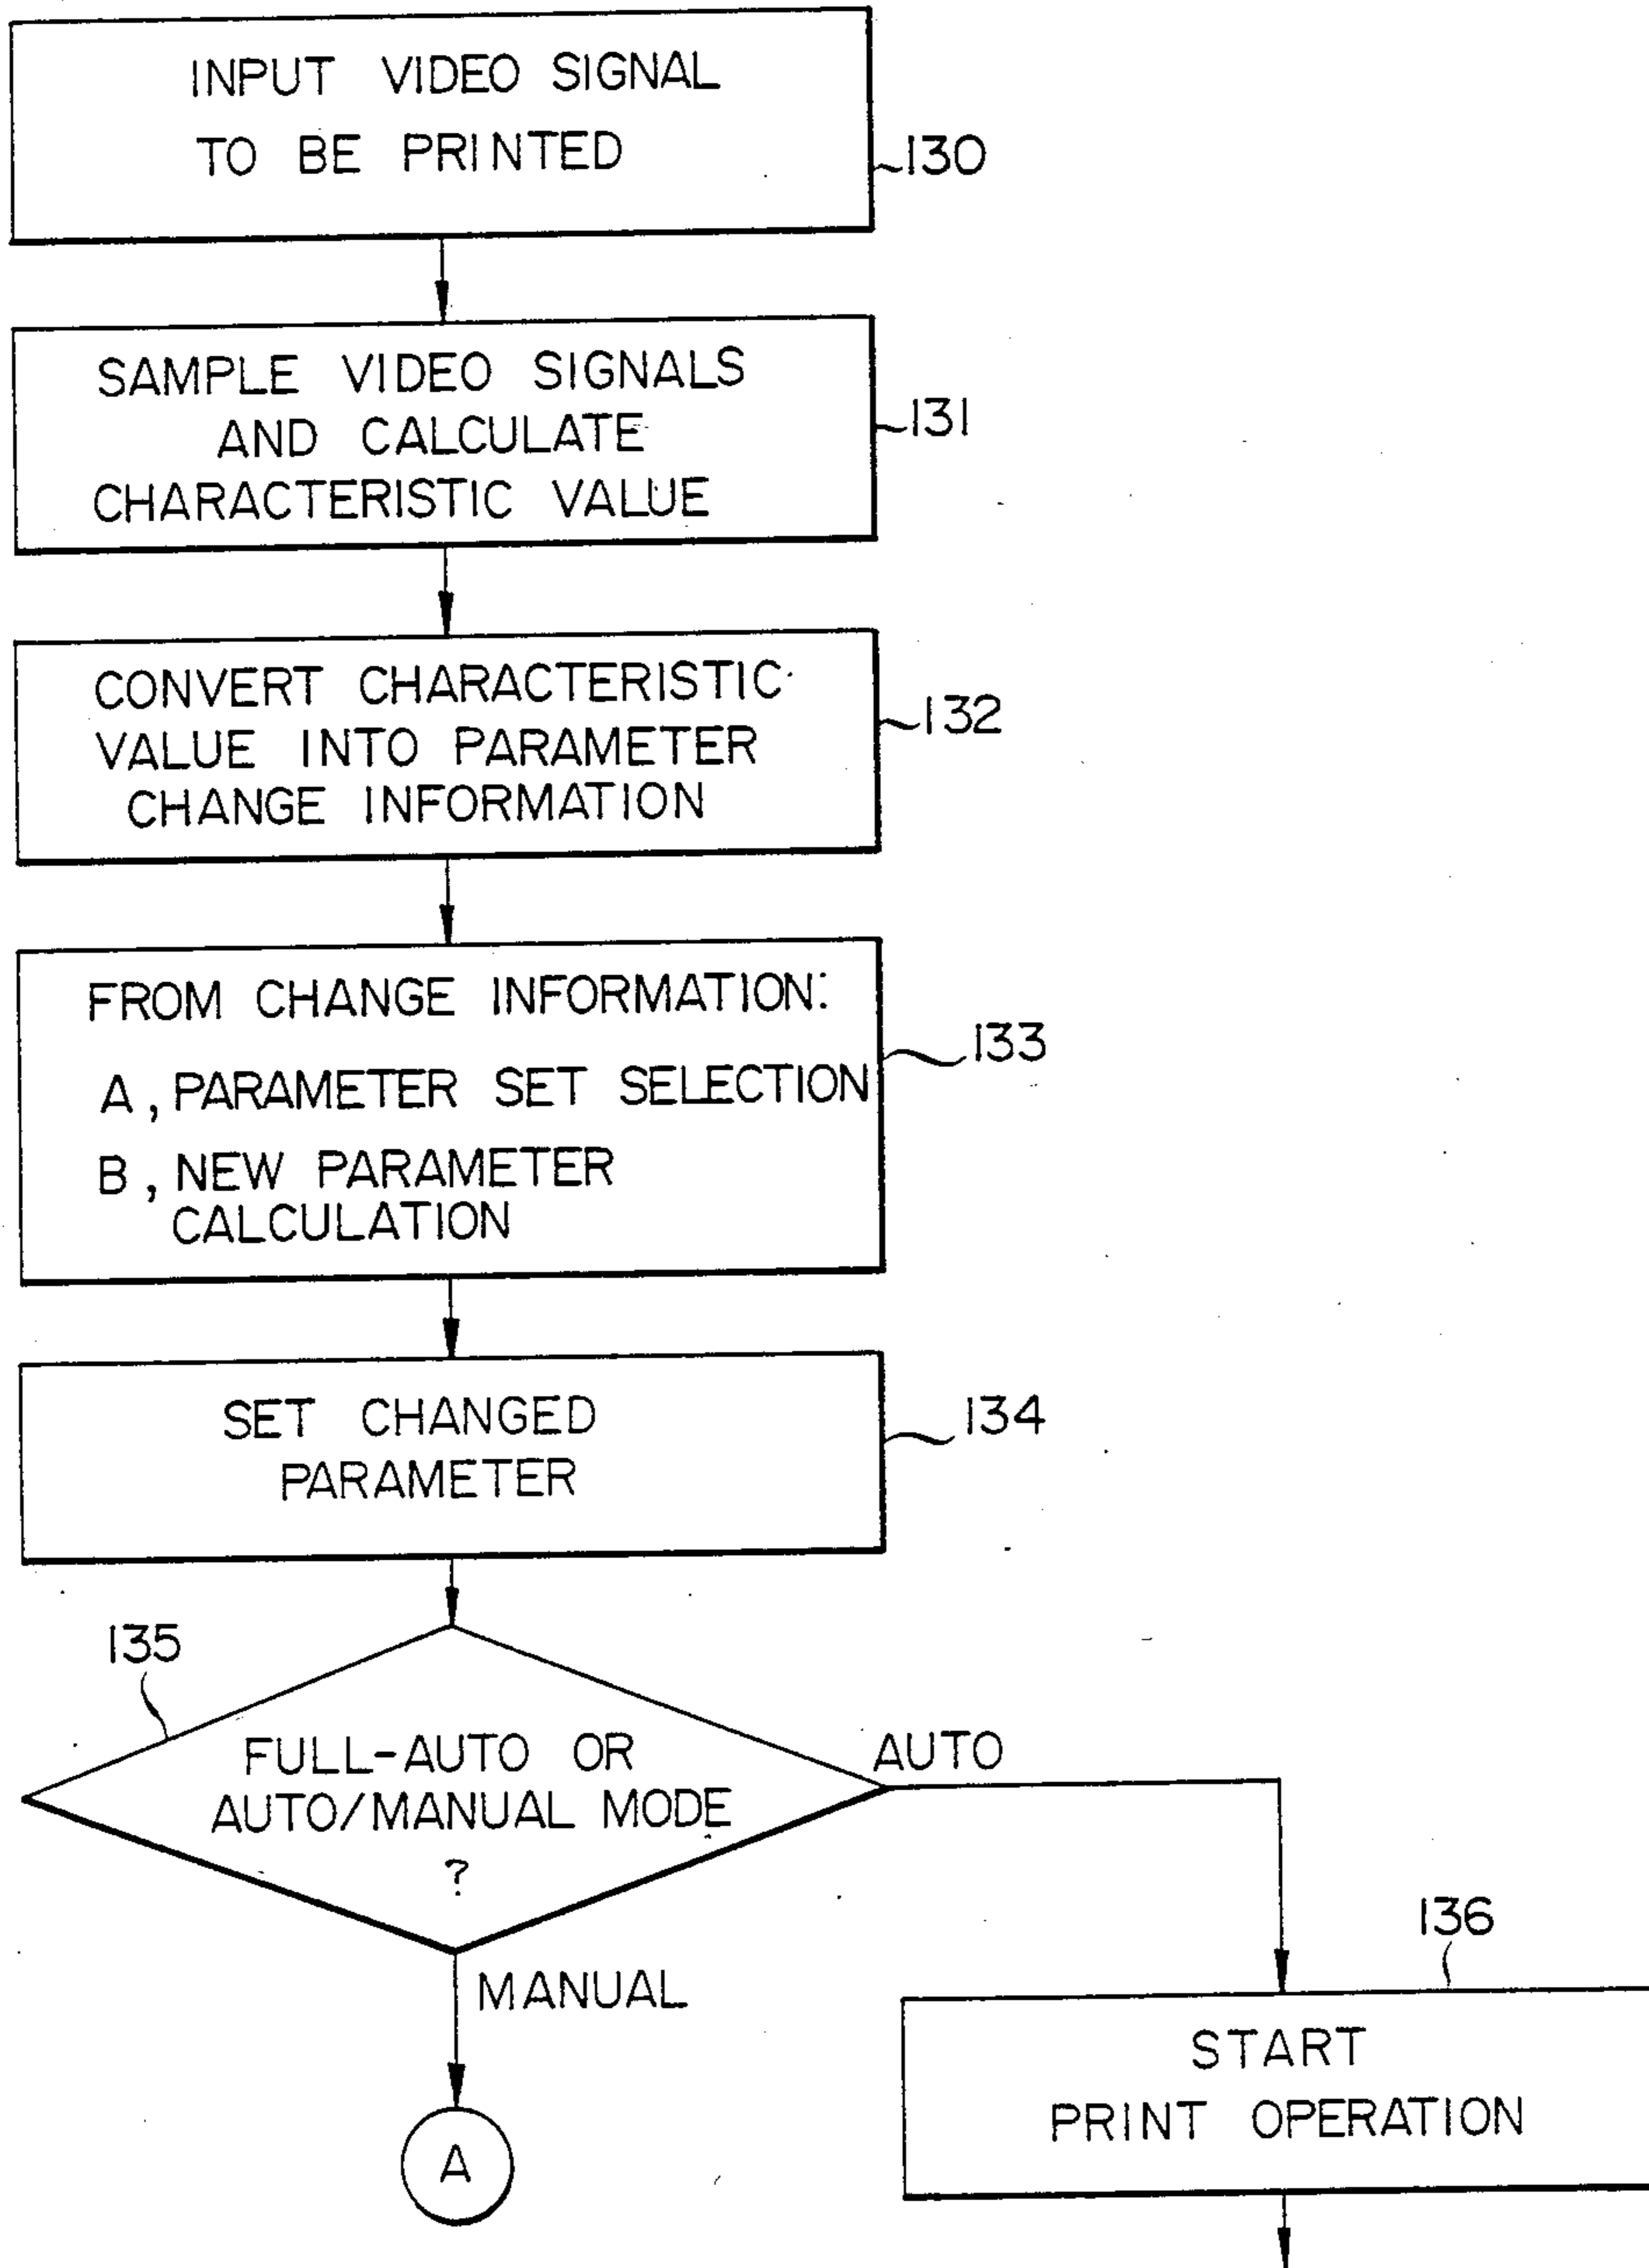 INPUT VIDEO SIGNAL
TO BE PRINTED
130
SAMPLE VIDEO SIGNALS
AND CALCULATE
CHARACTERISTIC VALUE
131
CONVERT CHARACTERISTIC
VALUE INTO PARAMETER
CHANGE INFORMATION
132
FROM CHANGE INFORMATION:
A, PARAMETER SET SELECTION
B, NEW PARAMETER
CALCULATION
133
SET CHANGED
PARAMETER
134
135
FULL-AUTO OR
AUTO/MANUAL MODE
?
AUTO
MANUAL
A
136
START
PRINT OPERATION